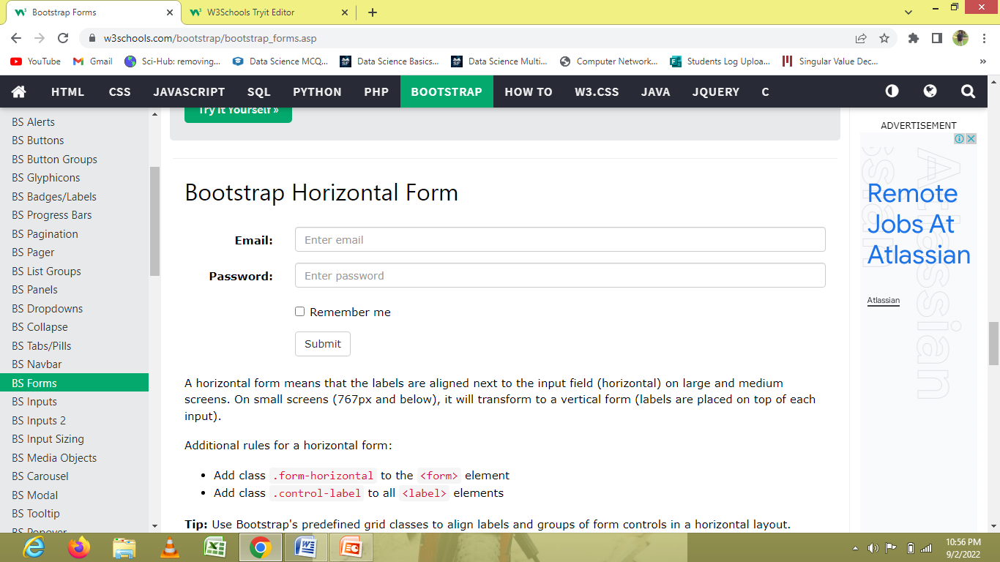 Bootstrap Forms
W3Schools Tryit Editor
w3schools.com/bootstrap/bootstrap_forms.asp
YouTube
Gmail
Sci-Hub: removing...
Data Science MCQ...
Data Science Basics...
Data Science Multi...
Computer Network...
Students Log Uploa...
Singular Value Dec...
»
HTML
CSS
JAVASCRIPT
SQL
PYTHON
PHP
BOOTSTRAP
HOW TO
W3.CSS
JAVA
JQUERY
C
BS Alerts
BS Buttons
BS Button Groups
BS Glyphicons
BS Badges/Labels
BS Progress Bars
BS Pagination
BS Pager
BS List Groups
BS Panels
BS Dropdowns
BS Collapse
BS Tabs/Pills
BS Navbar
BS Forms
BS Inputs
BS Inputs 2
BS Input Sizing
BS Media Objects
BS Carousel
BS Modal
BS Tooltip
BS Popover
Try it Yourself »
Bootstrap Horizontal Form
Email:
Enter email
Password:
Enter password
Remember me
Submit
A horizontal form means that the labels are aligned next to the input field (horizontal) on large and medium
screens. On small screens (767px and below), it will transform to a vertical form (labels are placed on top of each
input).
Additional rules for a horizontal form:
• Add class .form-horizontal to the <form> element
• Add class .control-label to all <label> elements
Tip: Use Bootstrap's predefined grid classes to align labels and groups of form controls in a horizontal layout.
ADVERTISEMENT
Remote
Jobs At
Atlassian
Atlassian
Atlassian
10:56 PM
9/2/2022